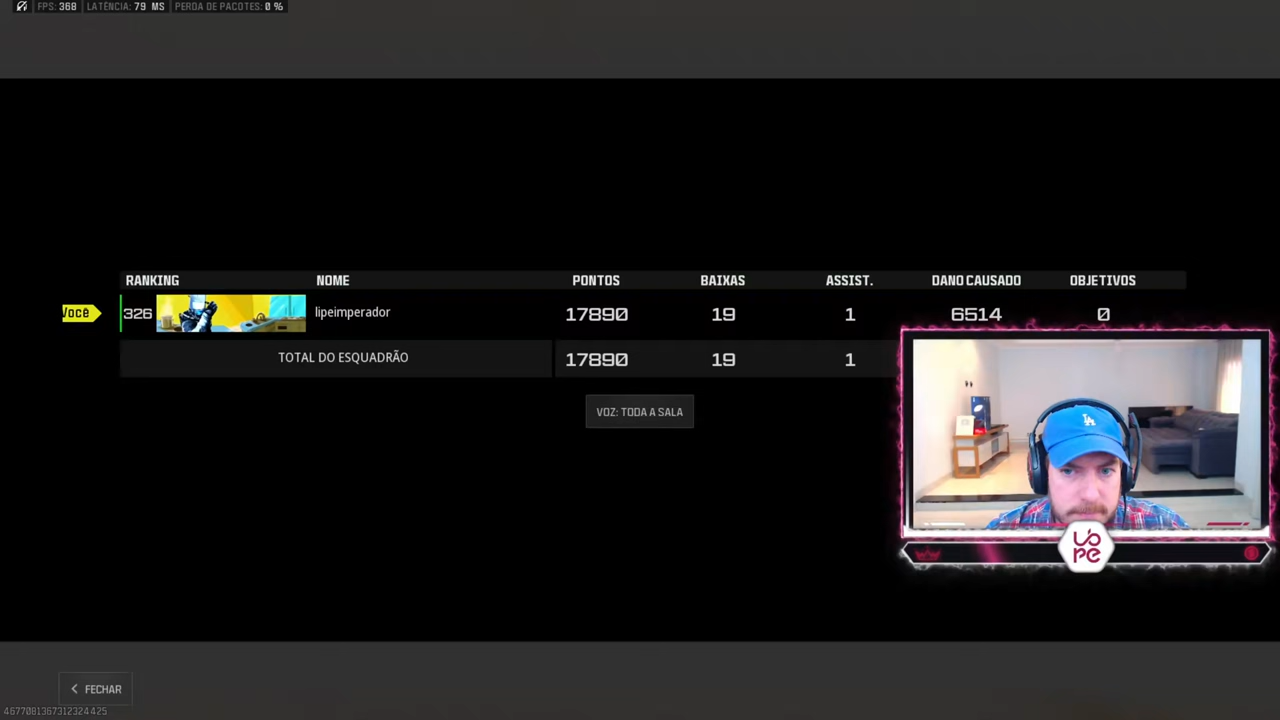 FPS: 368 LATÊNCIA: 79 MS PERDA DE PACOTES: 0 %
RANKING NOME PONTOS BAIXAS ASSIST. DANO CAUSADO OBJETIVOS
Você 326 lipeimperador 17890 19 1 6514 0
TOTAL DO ESQUADRÃO 17890 19 1
VOZ: TODA A SALA
LA
FECHAR
4677081367312324425